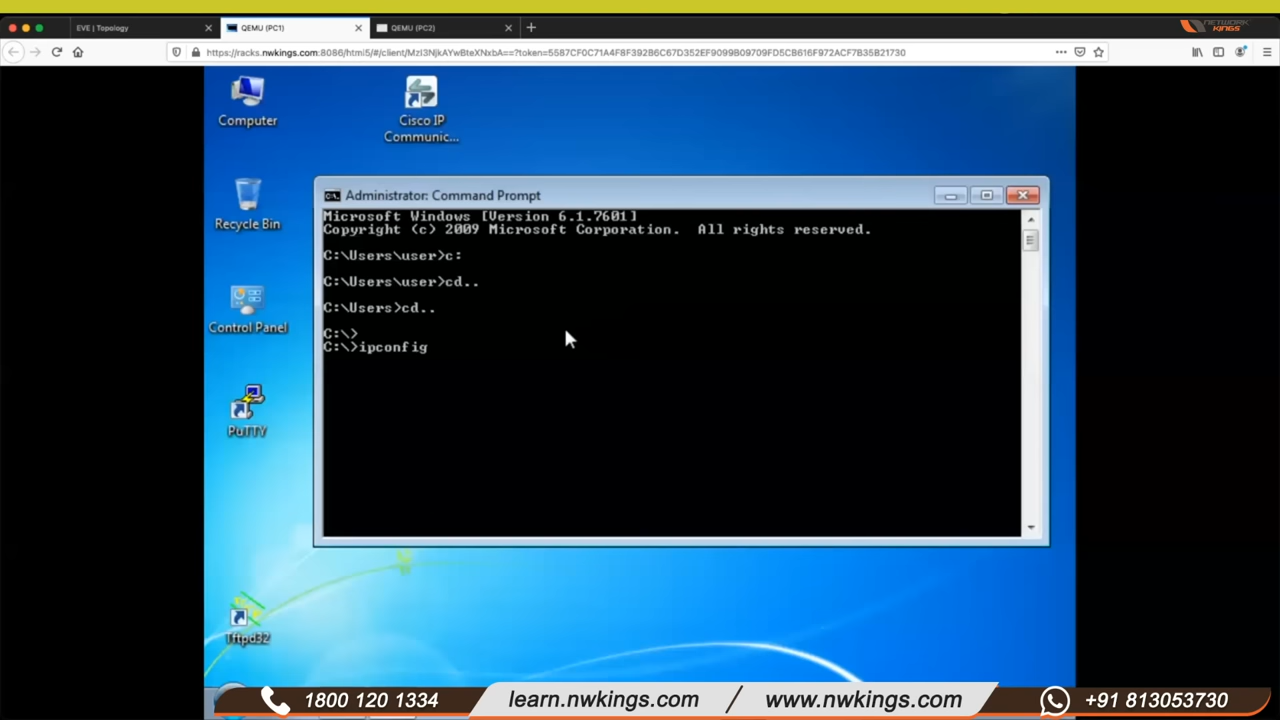 EVE | Topology
QEMU (PC1)
QEMU (PC2)
NETWORK
KINGS
https://racks.nwkings.com:8086/html5/#/client/MzI3NjkAYwBteXNxbA==?token=5587CF0C71A4F8F392B6C67D352EF9099B09709FD5CB616F972ACF7B35B21730
Computer
Cisco IP
Communic...
Recycle Bin
Control Panel
PuTTY
Tftpd32
Administrator: Command Prompt
Microsoft Windows [Version 6.1.7601]
Copyright (c) 2009 Microsoft Corporation.  All rights reserved.
C:\Users\user>c:
C:\Users\user>cd..
C:\Users>cd..
C:\>
C:\>ipconfig
1800 120 1334
learn.nwkings.com / www.nwkings.com
+91 813053730